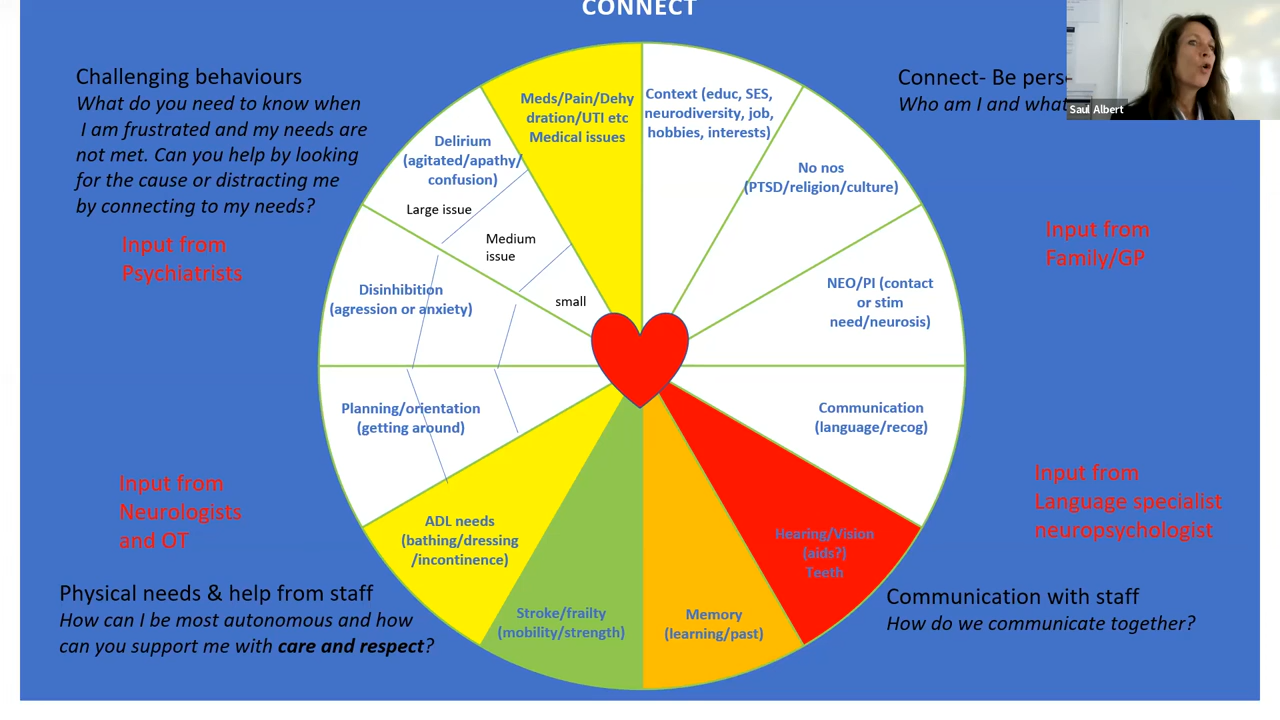 CONNECT
Challenging behaviours
What do you need to know when
I am frustrated and my needs are
not met. Can you help by looking
for the cause or distracting me
by connecting to my needs?
Input from
Psychiatrists
Input from
Neurologists
and OT
Physical needs & help from staff
How can I be most autonomous and how
can you support me with care and respect?
Meds/Pain/Dehy
dration/UTI etc
Medical issues
Delirium
(agitated/apathy/
confusion)
Large issue
Medium
issue
small
Disinhibition
(agression or anxiety)
Planning/orientation
(getting around)
ADL needs
(bathing/dressing
/incontinence)
Stroke/frailty
(mobility/strength)
Context (educ, SES,
neurodiversity, job,
hobbies, interests)
No nos
(PTSD/religion/culture)
NEO/PI (contact
or stim
need/neurosis)
Communication
(language/recog)
Hearing/Vision
(aids?)
Teeth
Memory
(learning/past)
Connect- Be pers
Who am I and what
Saul Albert
Input from
Family/GP
Input from
Language specialist
neuropsychologist
Communication with staff
How do we communicate together?